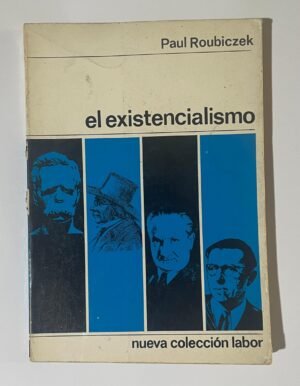 Paul Roubiczek
el existencialismo
nueva colección labor